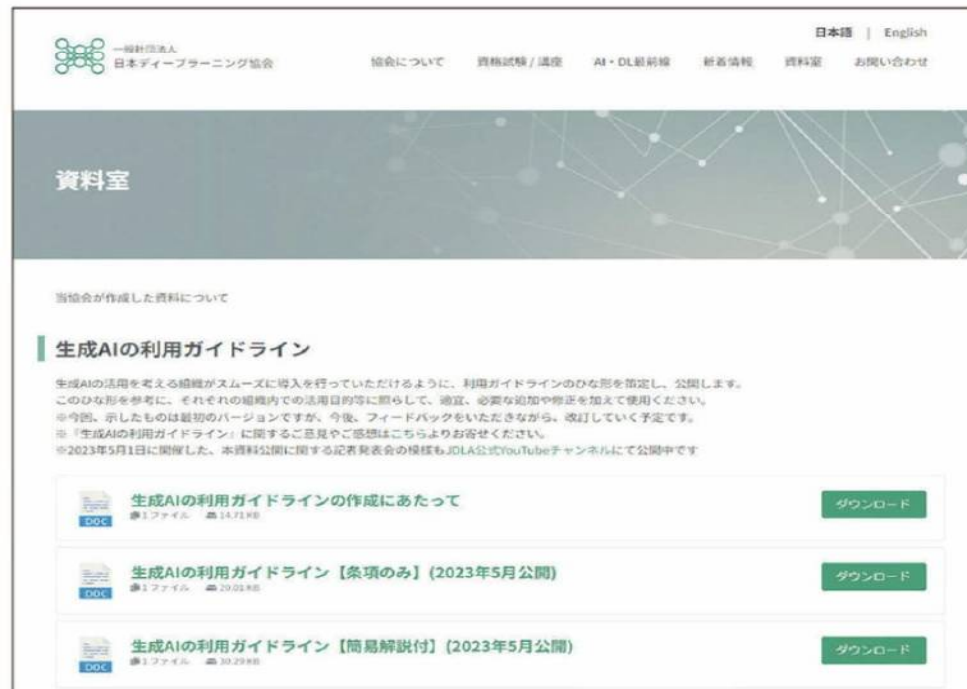 日本語 | English
一般社団法人
日本ディープラーニング協会
協会について 資格試験 / 講座 AI・DL最前線 新着情報 資料室 お問い合わせ
資料室
当協会が作成した資料について
生成AIの利用ガイドライン
生成AIの活用を考える組織がスムーズに導入を行っていただけるように、利用ガイドラインのひな形を策定し、公開します。
このひな形を参考に、それぞれの組織内での活用目的等に照らして、適宜、必要な追加や修正を加えて使用ください。
※今回、示したものは最初のバージョンですが、今後、フィードバックをいただきながら、改訂していく予定です。
※『生成AIの利用ガイドライン』に関するご意見やご感想はこちらよりお寄せください。
※2023年5月1日に開催した、本資料公開に関する記者発表会の模様もJDLA公式YouTubeチャンネルにて公開中です
生成AIの利用ガイドラインの作成にあたって
DOC 1ファイル 14.71 KB
ダウンロード
生成AIの利用ガイドライン【条項のみ】(2023年5月公開)
DOC 1ファイル 29.01 KB
ダウンロード
生成AIの利用ガイドライン【簡易解説付】(2023年5月公開)
DOC 1ファイル 30.29 KB
ダウンロード